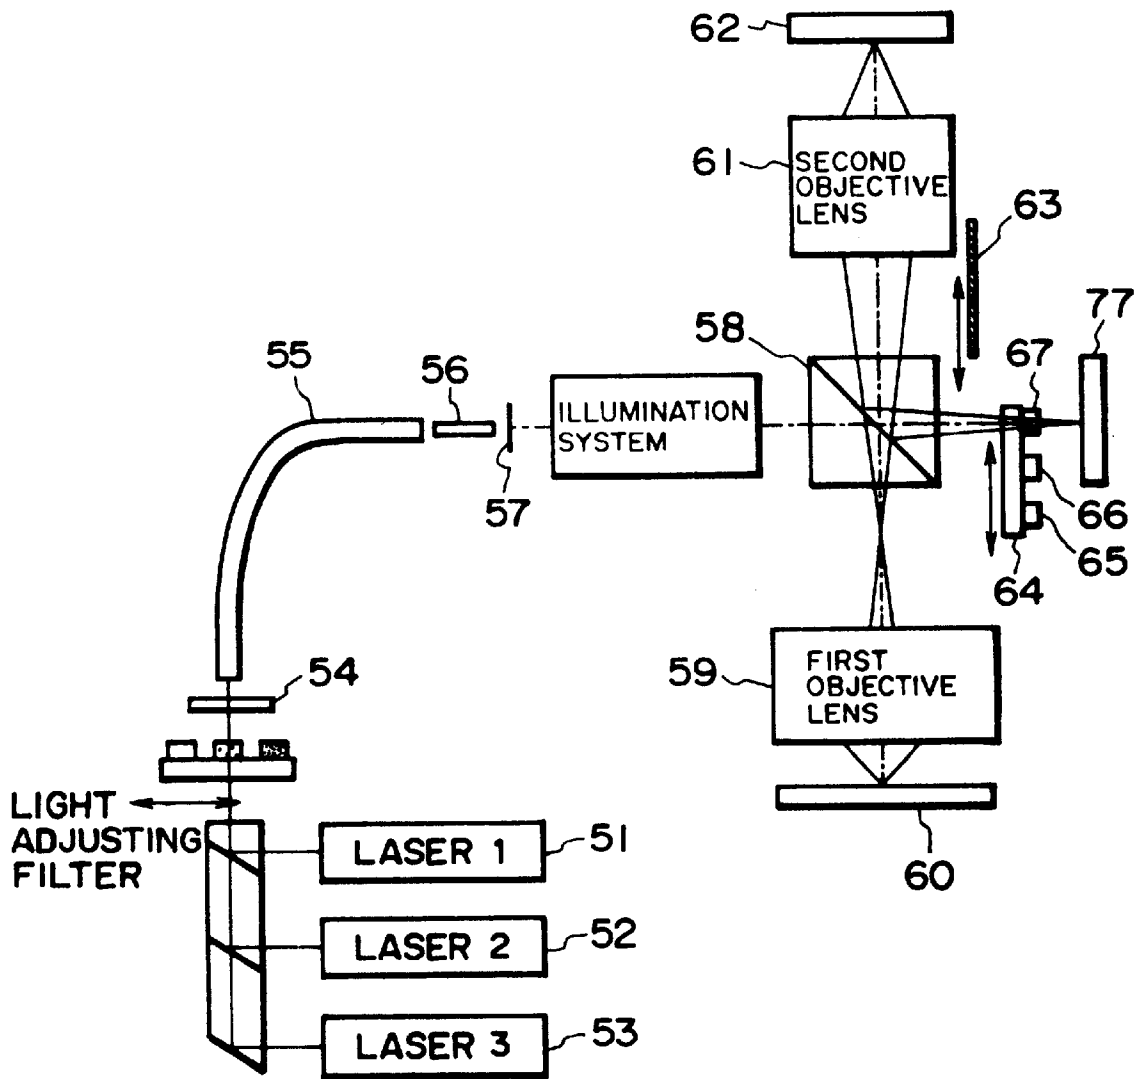 62
61
SECOND
OBJECTIVE
LENS
63
77
58
67
55
56
ILLUMINATION
SYSTEM
57
66
65
64
54
59
FIRST
OBJECTIVE
LENS
LIGHT
ADJUSTING
FILTER
60
LASER 1
51
LASER 2
52
LASER 3
53